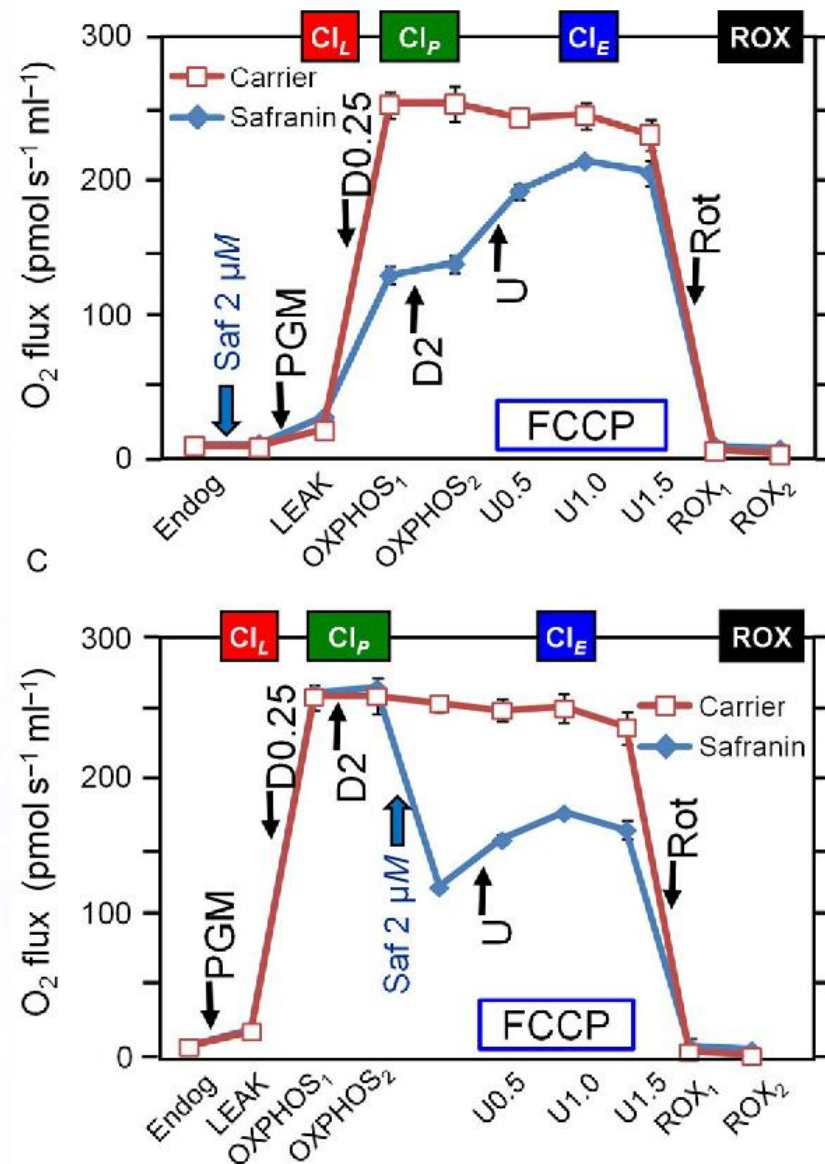 300
CI_L
CI_P
CI_E
ROX
Carrier
Safranin
O₂ flux (pmol s⁻¹ ml⁻¹)
200
100
0
Saf 2 µM
PGM
D0.25
D2
U
Rot
FCCP
Endog
LEAK
OXPHOS₁
OXPHOS₂
U0.5
U1.0
U1.5
ROX₁
ROX₂
C
300
CI_L
CI_P
CI_E
ROX
Carrier
Safranin
O₂ flux (pmol s⁻¹ ml⁻¹)
200
100
0
PGM
D0.25
D2
Saf 2 µM
U
Rot
FCCP
Endog
LEAK
OXPHOS₁
OXPHOS₂
U0.5
U1.0
U1.5
ROX₁
ROX₂